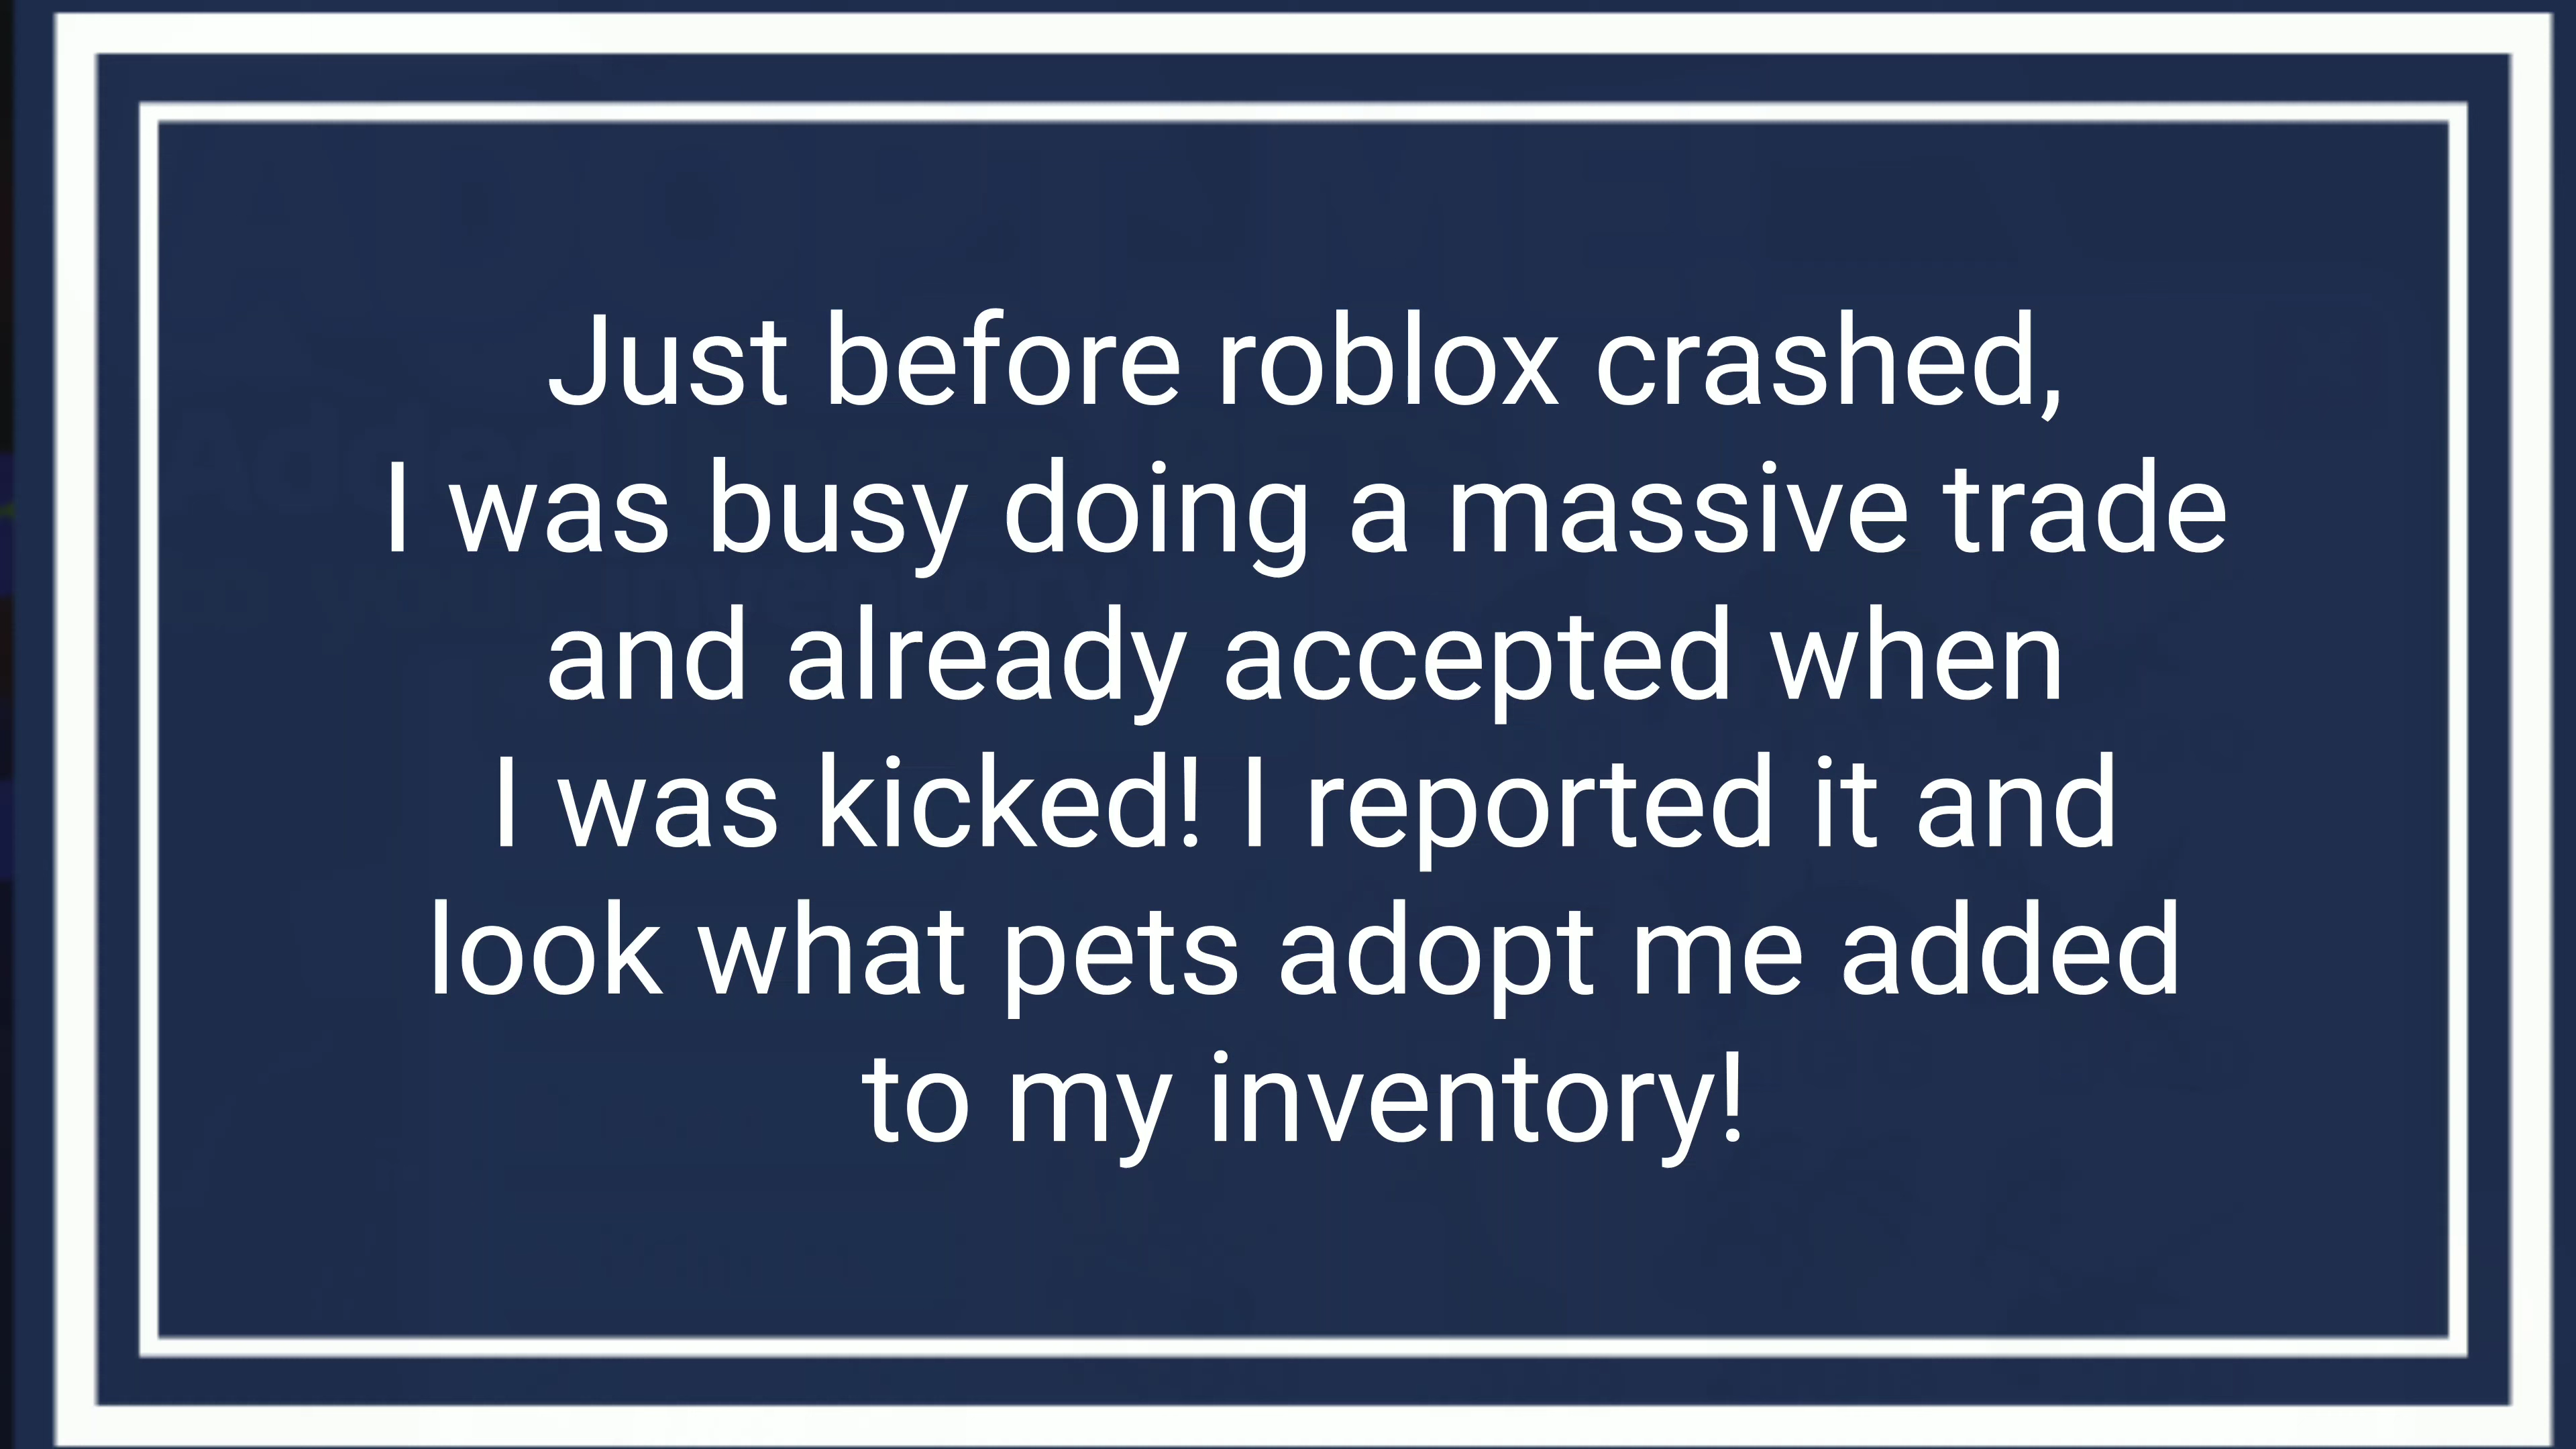 Just before roblox crashed,
I was busy doing a massive trade
and already accepted when
I was kicked! I reported it and
look what pets adopt me added
to my inventory!